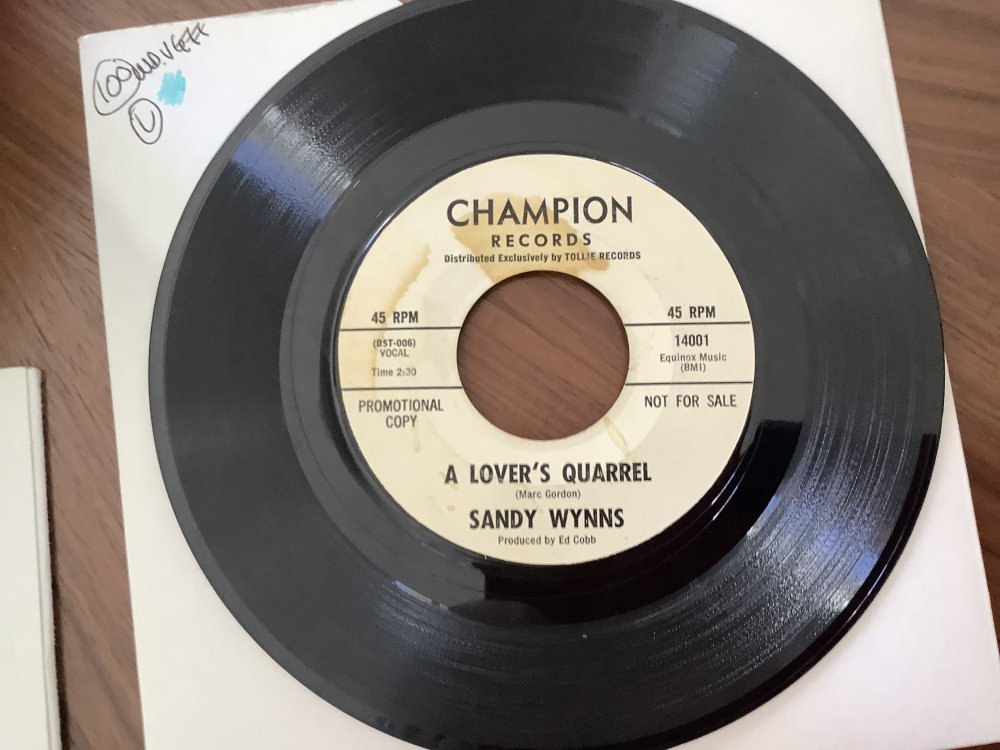 100
L
CHAMPION
RECORDS
Distributed Exclusively by TOLLIE RECORDS
45 RPM
45 RPM
(DST-006)
VOCAL
Time 2:30
14001
Equinox Music
(BMI)
PROMOTIONAL
COPY
NOT FOR SALE
A LOVER'S QUARREL
(Marc Gordon)
SANDY WYNNS
Produced by Ed Cobb